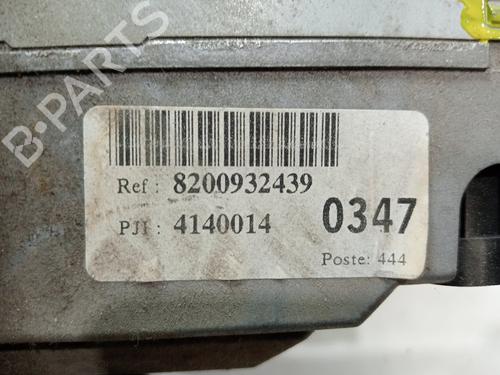 B-PARTS
Ref : 8200932439
PJI : 4140014
0347
Poste: 444